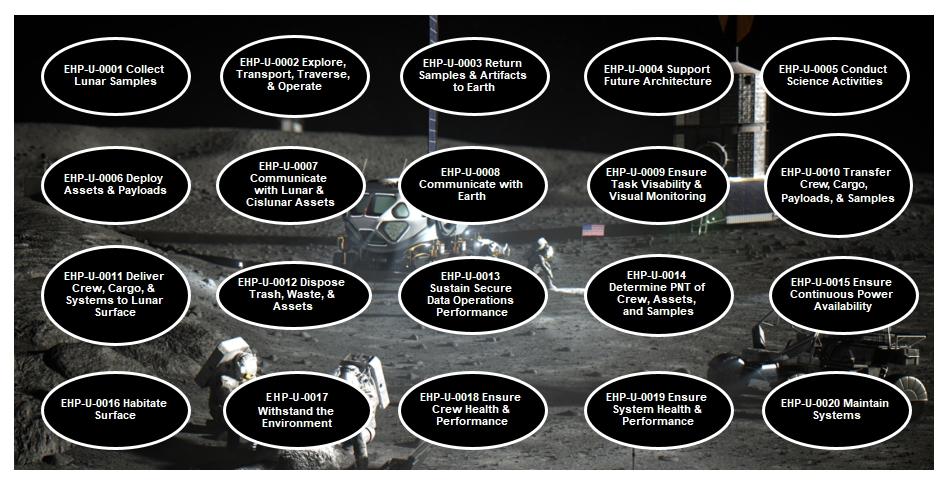 EHP-U-0001 Collect
Lunar Samples
EHP-U-0002 Explore,
Transport, Traverse,
& Operate
EHP-U-0003 Return
Samples & Artifacts
to Earth
EHP-U-0004 Support
Future Architecture
EHP-U-0005 Conduct
Science Activities
EHP-U-0006 Deploy
Assets & Payloads
EHP-U-0007
Communicate
with Lunar &
Cislunar Assets
EHP-U-0008
Communicate with
Earth
EHP-U-0009 Ensure
Task Visability &
Visual Monitoring
EHP-U-0010 Transfer
Crew, Cargo,
Payloads, & Samples
EHP-U-0011 Deliver
Crew, Cargo, &
Systems to Lunar
Surface
EHP-U-0012 Dispose
Trash, Waste, &
Assets
EHP-U-0013
Sustain Secure
Data Operations
Performance
EHP-U-0014
Determine PNT of
Crew, Assets,
and Samples
EHP-U-0015 Ensure
Continuous Power
Availability
EHP-U-0016 Habitate
Surface
EHP-U-0017
Withstand the
Environment
EHP-U-0018 Ensure
Crew Health &
Performance
EHP-U-0019 Ensure
System Health &
Performance
EHP-U-0020 Maintain
Systems